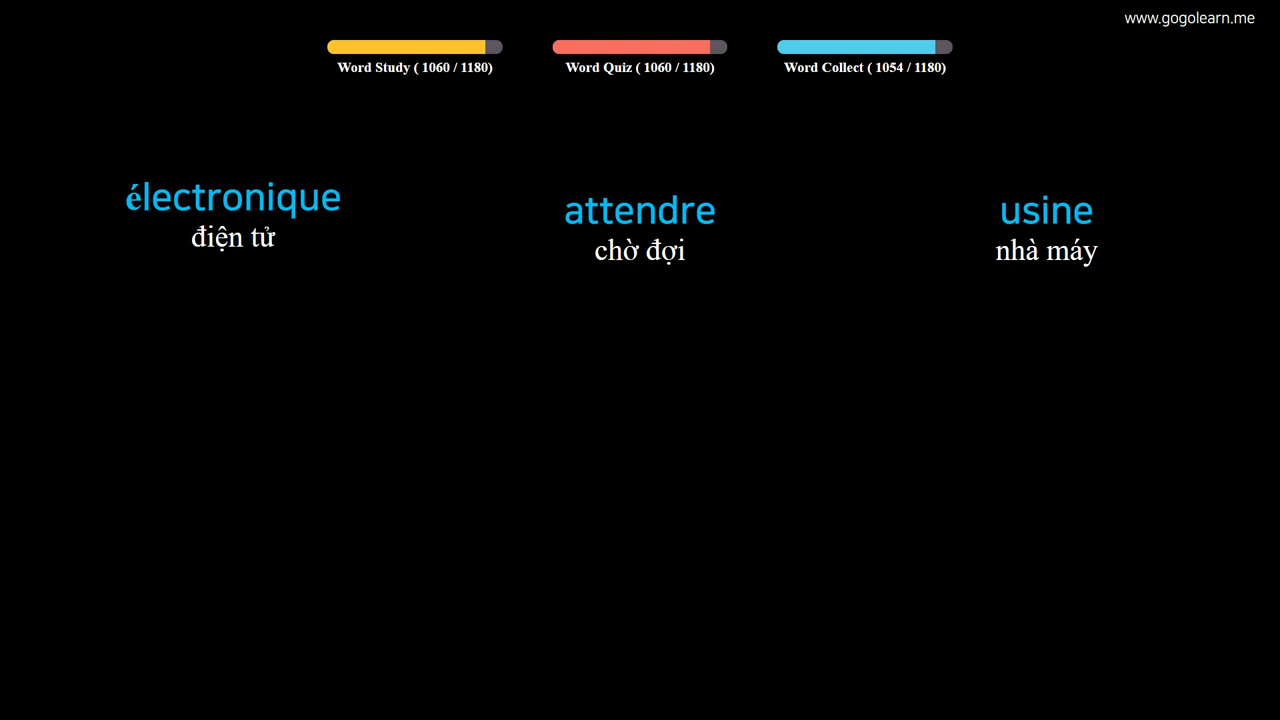 www.gogolearn.me
Word Study ( 1060 / 1180)
Word Quiz ( 1060 / 1180)
Word Collect ( 1054 / 1180)
électronique
điện tử
attendre
chờ đợi
usine
nhà máy